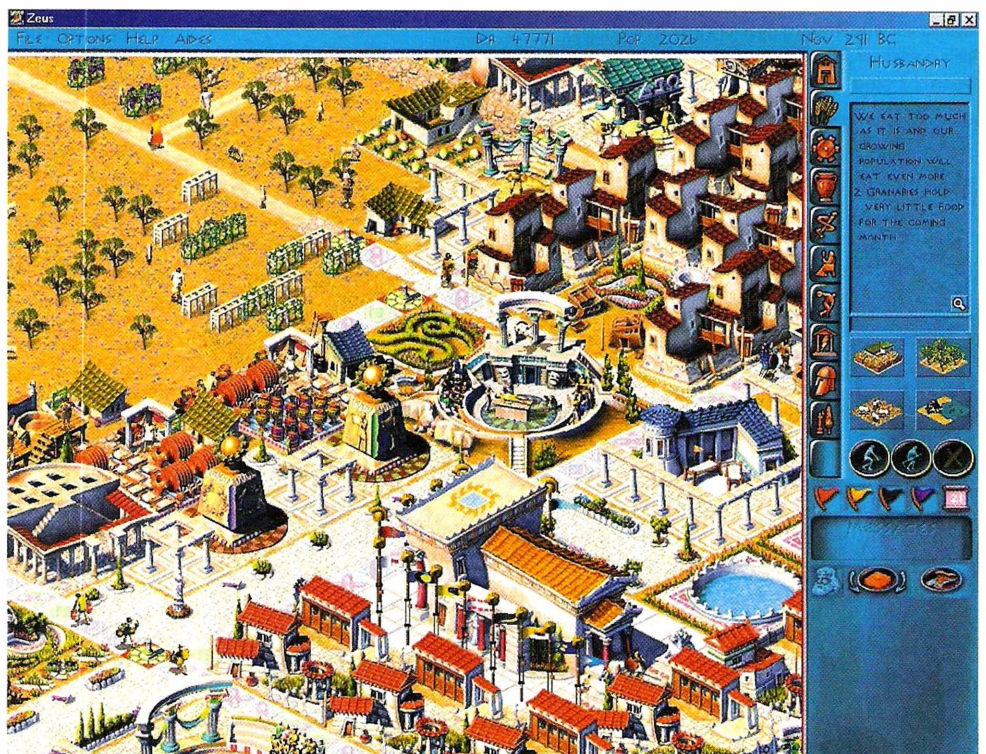 Zeus
File Options Help Aides Dr 47771 Pop 2026 Nov 291 BC
Husbandry
We eat too much
as it is and our
growing
population will
eat even more
2 Granaries hold
very little food
for the coming
month
21